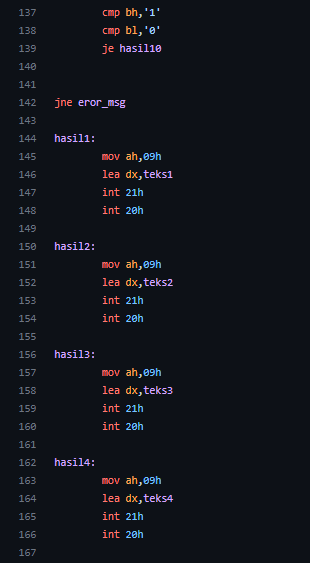 137 cmp bh,'1'
138 cmp bl,'0'
139 je hasil10
140
141
142 jne eror_msg
143
144 hasil1:
145 mov ah,09h
146 lea dx,teks1
147 int 21h
148 int 20h
149
150 hasil2:
151 mov ah,09h
152 lea dx,teks2
153 int 21h
154 int 20h
155
156 hasil3:
157 mov ah,09h
158 lea dx,teks3
159 int 21h
160 int 20h
161
162 hasil4:
163 mov ah,09h
164 lea dx,teks4
165 int 21h
166 int 20h
167